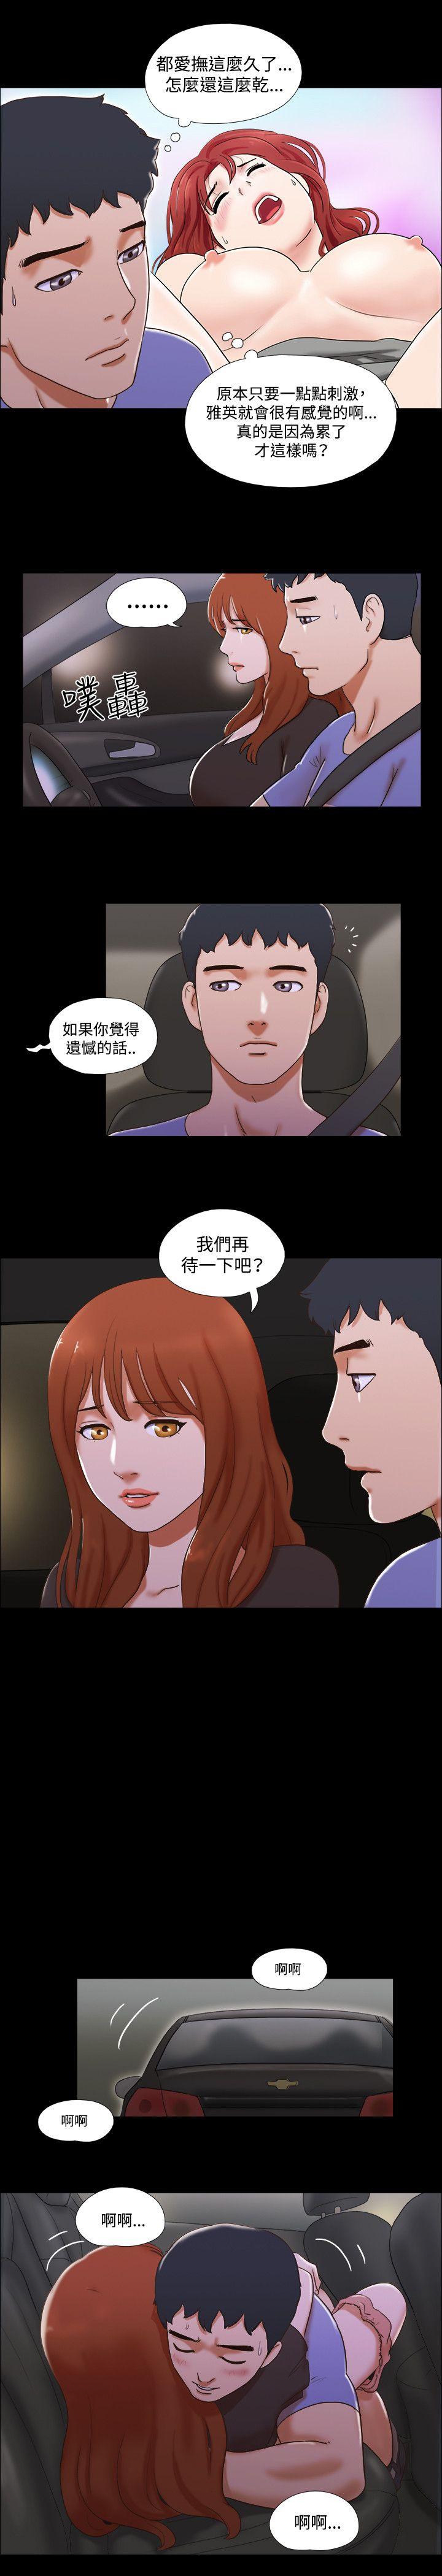 都愛撫這麼久了...
怎麼還這麼乾...
原本只要一點點刺激，
雅英就會很有感覺的啊...
真的是因為累了
才這樣嗎？
......
噗轟
如果你覺得
遺憾的話..
我們再
待一下吧？
啊啊
啊啊
啊啊...
啊啊...